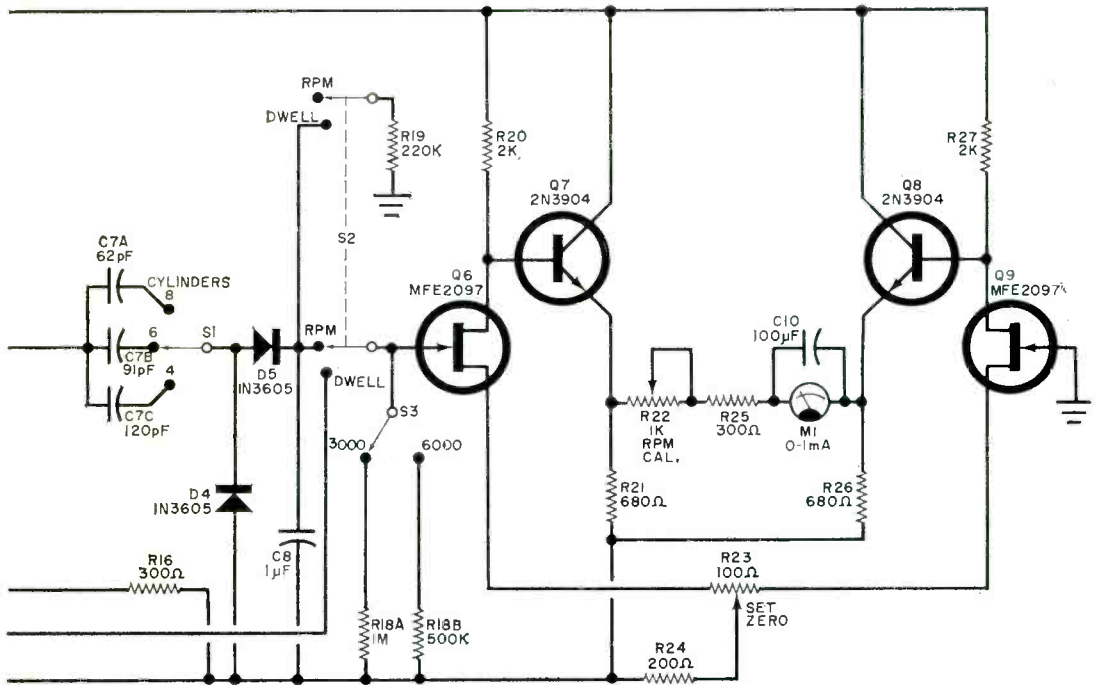 RPM
DWELL
R19
220K
R20
2K
R27
2K
Q7
2N3904
Q8
2N3904
S2
C7A
62pF
CYLINDERS
8
6
S1
C7B
91pF
4
C7C
120pF
D5
1N3605
RPM
DWELL
Q6
MFE2097
Q9
MFE2097
C10
100µF
S3
3000
6000
R22
1K
RPM
CAL.
R25
300Ω
M1
0-1mA
D4
1N3605
R21
680Ω
R26
680Ω
C8
1µF
R16
300Ω
R23
100Ω
SET
ZERO
R18A
1M
R18B
500K
R24
200Ω